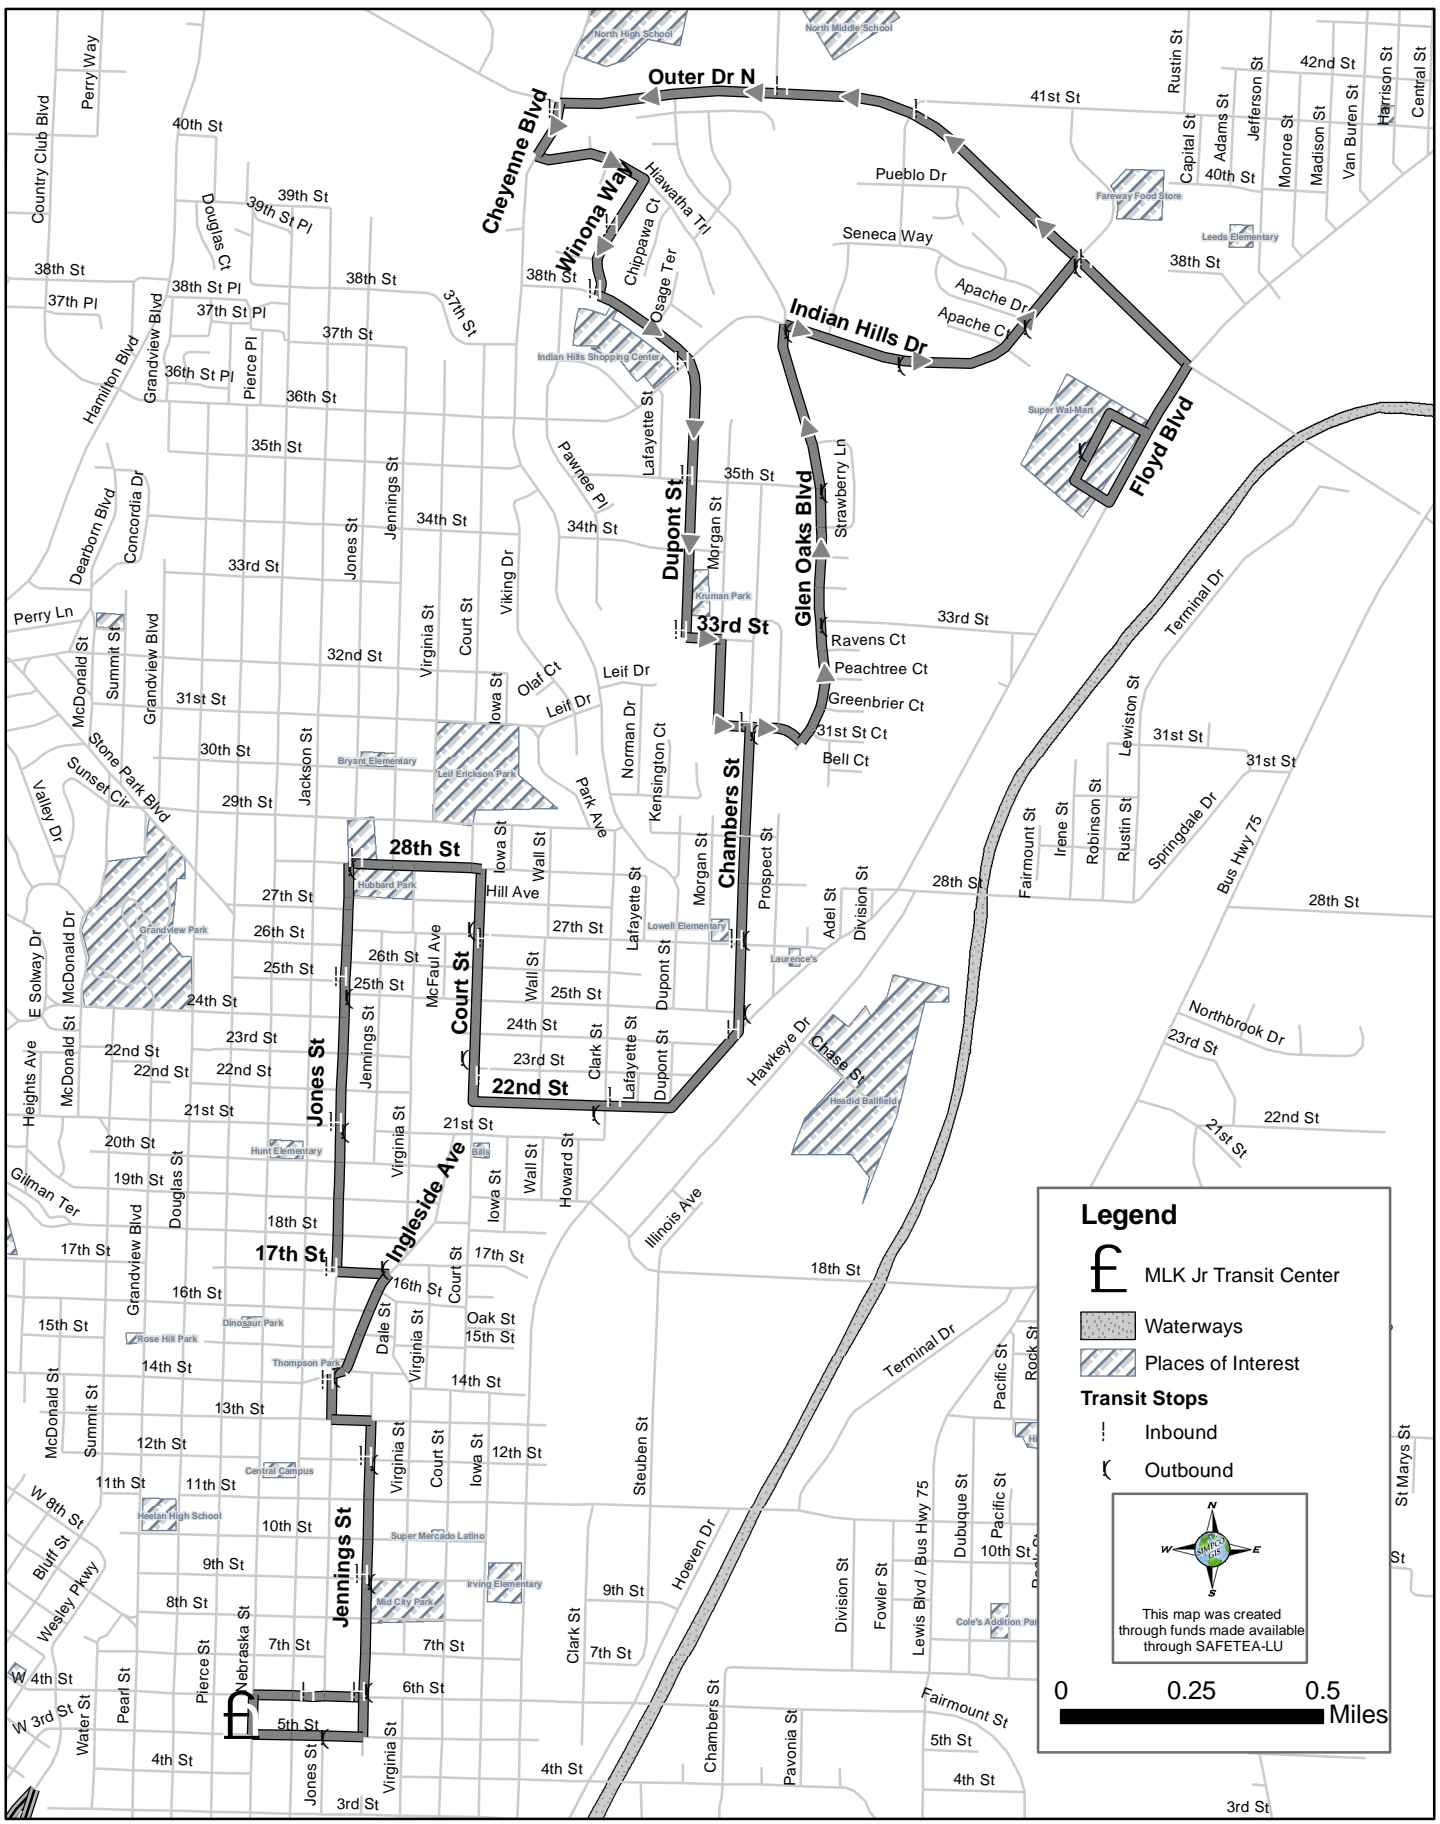 North High School
North Middle School
Outer Dr N
Perry Way
Country Club Blvd
Rustin St
42nd St
Harrison St
Central St
41st St
Jefferson St
Adams St
Capital St
Monroe St
Madison St
Van Buren St
Cheyenne Blvd
40th St
Pueblo Dr
40th St
Fareway Food Store
Leeds Elementary
Hiawatha Trl
Winona Way
Chippawa Ct
Osage Ter
39th St
39th St Pl
Douglas Ct
Seneca Way
38th St
38th St
37th Pl
38th St Pl
37th St Pl
38th St
37th St
38th St
Apache Dr
Apache Ct
Indian Hills Dr
Hamilton Blvd
Grandview Blvd
Pierce Pl
37th St
36th St Pl
36th St
Indian Hills Shopping Center
Super Wal-Mart
Floyd Blvd
35th St
Lafayette St
Pawnee Pl
35th St
Strawberry Ln
Glen Oaks Blvd
Dupont St
Morgan St
Dearborn Blvd
Concordia Dr
Jennings St
Jones St
34th St
34th St
33rd St
Viking Dr
Kruman Park
33rd St
33rd St
Terminal Dr
Perry Ln
McDonald St
Summit St
Grandview Blvd
Virginia St
Court St
32nd St
Ravens Ct
Peachtree Ct
Greenbrier Ct
31st St Ct
Bell Ct
Olaf Ct
Leif Dr
Leif Dr
Iowa St
31st St
Norman Dr
Kensington Ct
Lewiston St
31st St
31st St
Stone Park Blvd
Sunset Cir
Valley Dr
30th St
Jackson St
Bryant Elementary
Leif Erickson Park
Park Ave
Chambers St
29th St
Fairmount St
Irene St
Robinson St
Rustin St
Springdale Dr
Bus Hwy 75
28th St
Iowa St
Wall St
Hill Ave
Hubbard Park
Morgan St
Prospect St
Lafayette St
Lowell Elementary
Laurence's
Adel St
Division St
28th St
28th St
27th St
26th St
27th St
Grandview Park
26th St
25th St
25th St
24th St
McFaul Ave
Court St
Wall St
25th St
24th St
23rd St
Dupont St
E Solway Dr
McDonald Dr
McDonald St
Heights Ave
23rd St
22nd St
22nd St
22nd St
Jones St
Jennings St
Clark St
Lafayette St
Dupont St
22nd St
Hawkeye Dr
Chase St
Headid Ballfield
Northbrook Dr
23rd St
22nd St
21st St
21st St
21st St
Virginia St
20th St
Hunt Elementary
Bills
Wall St
Howard St
Iowa St
Ingleside Ave
19th St
Douglas St
Gilman Ter
18th St
17th St
17th St
17th St
Illinois Ave
18th St
Grandview Blvd
16th St
16th St
Court St
Dale St
Virginia St
Oak St
15th St
15th St
Dinosaur Park
Rose Hill Park
Thompson Park
14th St
14th St
Terminal Dr
Pacific St
Rock St
McDonald St
Summit St
13th St
12th St
12th St
Virginia St
Court St
Iowa St
Steuben St
Central Campus
11th St
11th St
Heelan High School
10th St
Super Mercado Latino
W 8th St
Bluff St
Wesley Pkwy
9th St
8th St
Jennings St
Mid City Park
Irving Elementary
9th St
Hoeven Dr
Division St
Fowler St
Lewis Blvd / Bus Hwy 75
Dubuque St
Pacific St
10th St
Cole's Addition Par
St Marys St
St
Nebraska St
Pierce St
7th St
7th St
Clark St
7th St
W 4th St
W 3rd St
Water St
Pearl St
£
6th St
5th St
Jones St
Virginia St
4th St
3rd St
4th St
Chambers St
Pavonia St
Fairmount St
5th St
4th St
3rd St
Legend
£ MLK Jr Transit Center
Waterways
Places of Interest
Transit Stops
Inbound
Outbound
N
W E
S
SIMPCO
GIS
This map was created
through funds made available
through SAFETEA-LU
0 0.25 0.5
Miles